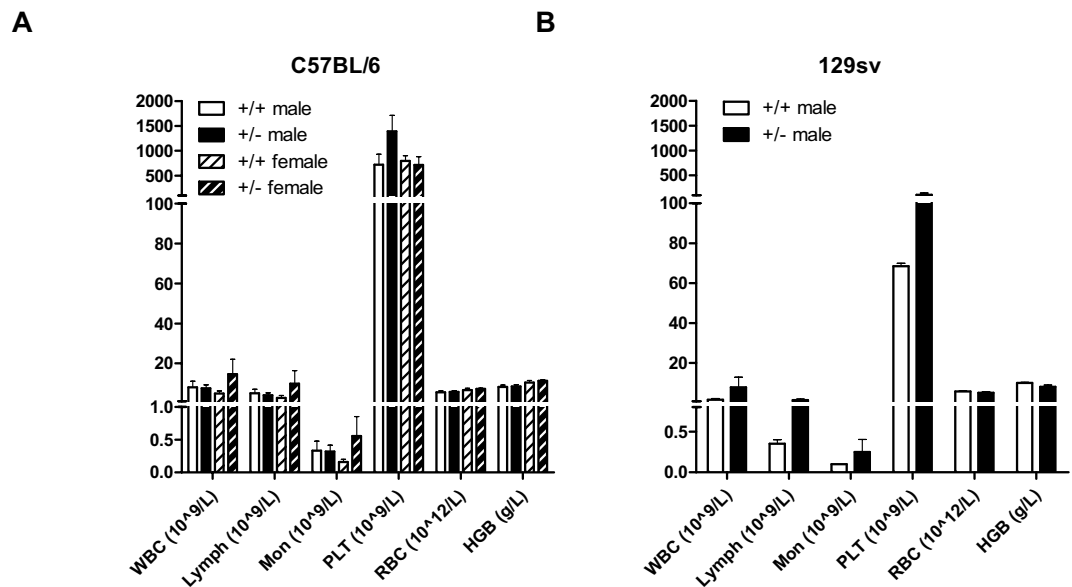 A
C57BL/6
+/+ male
+/- male
+/+ female
+/- female
2000
1500
1000
500
100
80
60
40
20
1.0
0.5
0.0
WBC (10^9/L)
Lymph (10^9/L)
Mon (10^9/L)
PLT (10^9/L)
RBC (10^12/L)
HGB (g/L)
B
129sv
+/+ male
+/- male
2000
1500
1000
500
100
80
60
40
20
0.5
0.0
WBC (10^9/L)
Lymph (10^9/L)
Mon (10^9/L)
PLT (10^9/L)
RBC (10^12/L)
HGB (g/L)